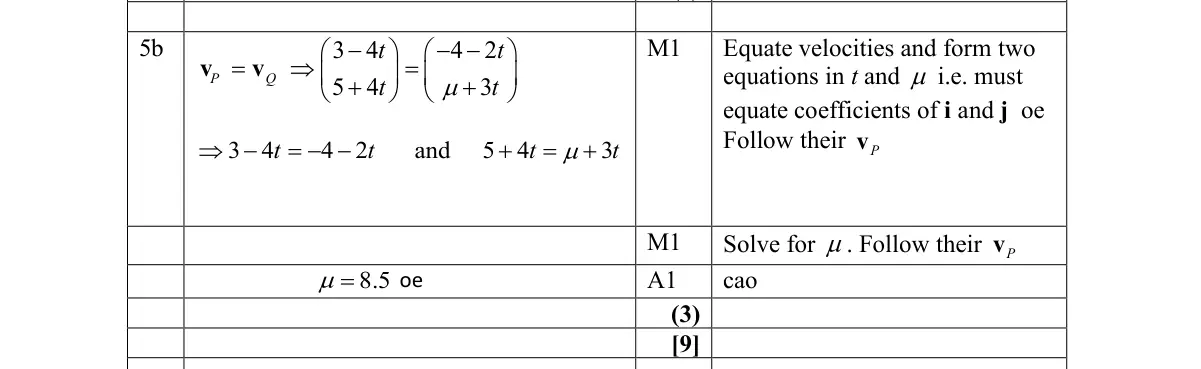 5b v_P = v_Q ⇒ (3 − 4t / 5 + 4t) = (−4 − 2t / μ + 3t) M1 Equate velocities and form two
equations in t and μ i.e. must
equate coefficients of i and j oe
Follow their v_P
⇒ 3 − 4t = −4 − 2t and 5 + 4t = μ + 3t
M1 Solve for μ. Follow their v_P
μ = 8.5 oe A1 cao
(3)
[9]